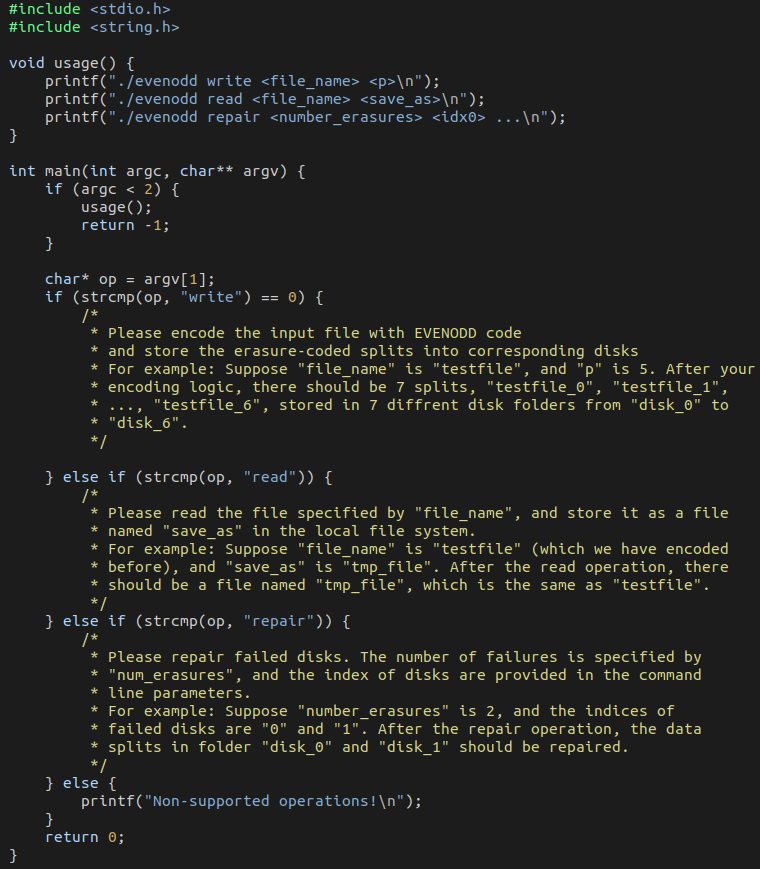 #include <stdio.h>
#include <string.h>

void usage() {
    printf("./evenodd write <file_name> <p>\n");
    printf("./evenodd read <file_name> <save_as>\n");
    printf("./evenodd repair <number_erasures> <idx0> ...\n");
}

int main(int argc, char** argv) {
    if (argc < 2) {
        usage();
        return -1;
    }

    char* op = argv[1];
    if (strcmp(op, "write") == 0) {
        /*
         * Please encode the input file with EVENODD code
         * and store the erasure-coded splits into corresponding disks
         * For example: Suppose "file_name" is "testfile", and "p" is 5. After your
         * encoding logic, there should be 7 splits, "testfile_0", "testfile_1",
         * ..., "testfile_6", stored in 7 diffrent disk folders from "disk_0" to
         * "disk_6".
         */

    } else if (strcmp(op, "read")) {
        /*
         * Please read the file specified by "file_name", and store it as a file
         * named "save_as" in the local file system.
         * For example: Suppose "file_name" is "testfile" (which we have encoded
         * before), and "save_as" is "tmp_file". After the read operation, there
         * should be a file named "tmp_file", which is the same as "testfile".
         */
    } else if (strcmp(op, "repair")) {
        /*
         * Please repair failed disks. The number of failures is specified by
         * "num_erasures", and the index of disks are provided in the command
         * line parameters.
         * For example: Suppose "number_erasures" is 2, and the indices of
         * failed disks are "0" and "1". After the repair operation, the data
         * splits in folder "disk_0" and "disk_1" should be repaired.
         */
    } else {
        printf("Non-supported operations!\n");
    }
    return 0;
}